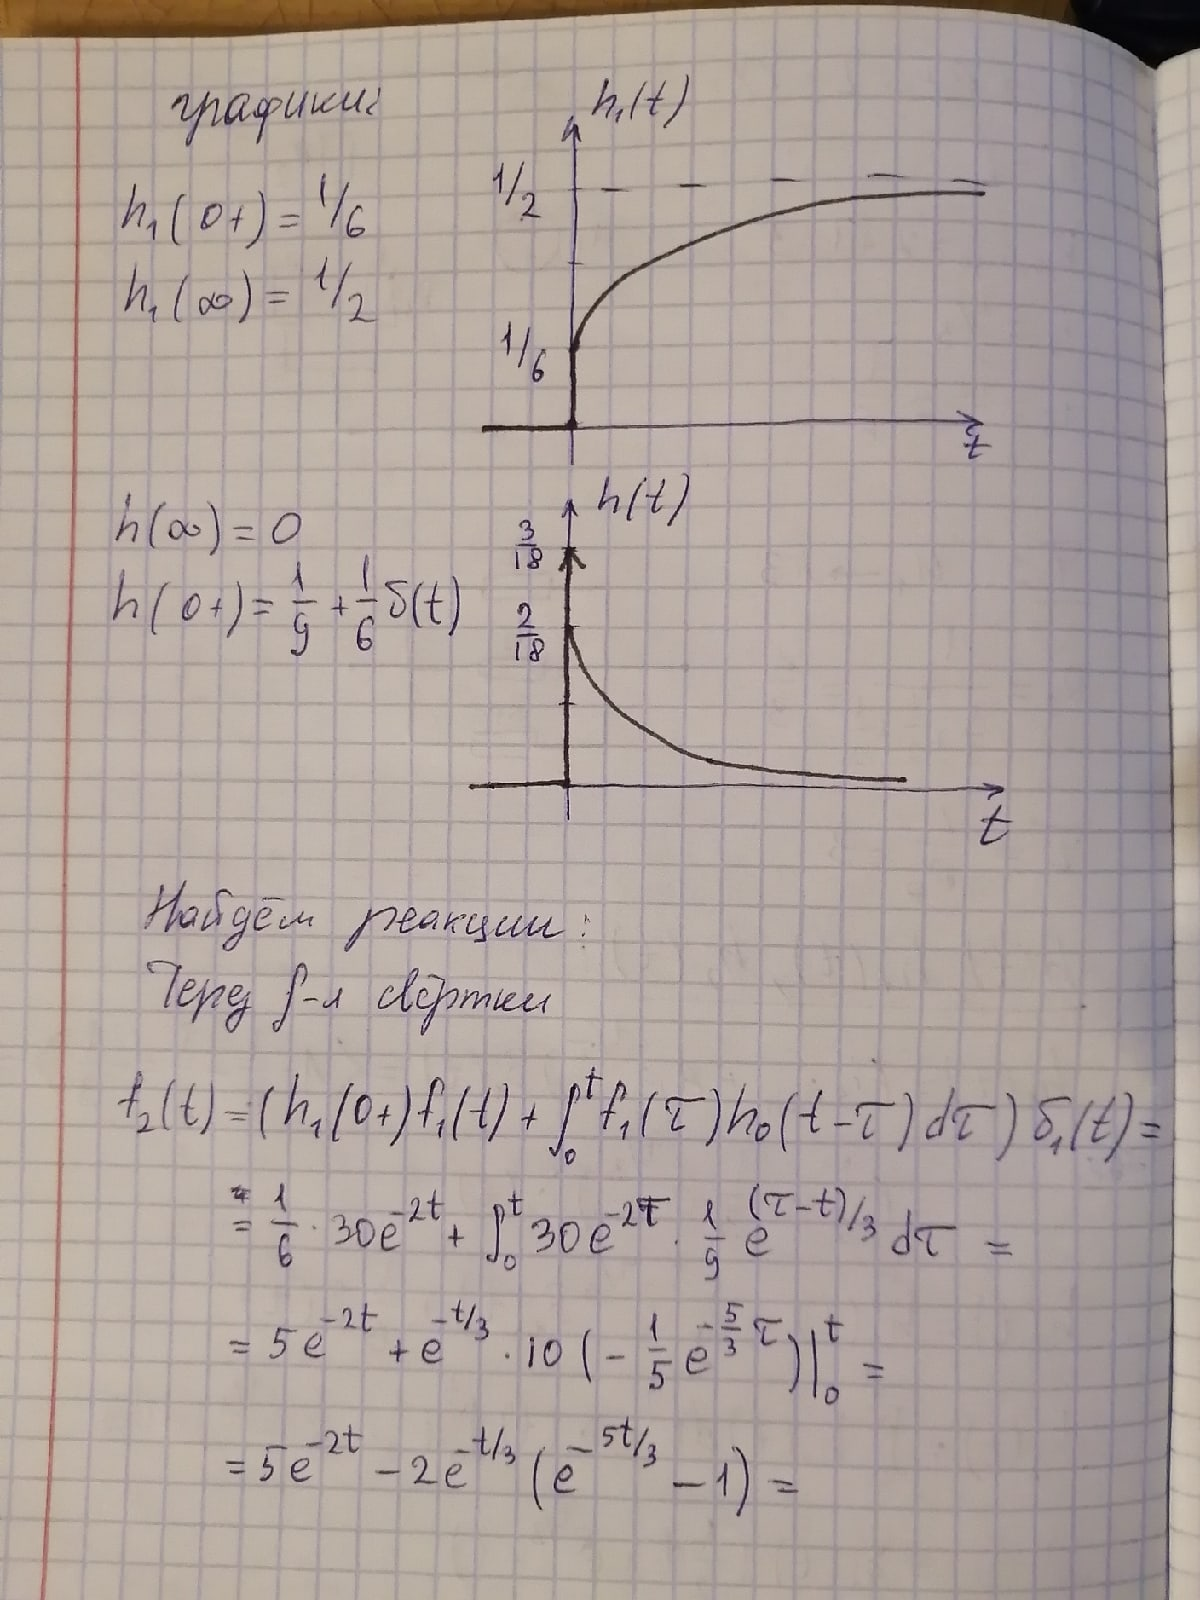 графики:
h₁(t)
1/2
h₁(0+) = 1/6
h₁(∞) = 1/2
1/6
t
h(t)
h(∞) = 0
3/18
h(0+) = 1/9 + 1/6 δ(t)
2/18
t
Найдём реакции:
Через f-л свёртки
f₂(t) = (h₁(0+)f₁(t) + ∫₀ᵗ f₁(τ)h₀(t-τ)dτ) δ₁(t) =
= 1/6 · 30e^(-2t) + ∫₀ᵗ 30e^(-2τ) · 1/9 e^((τ-t)/3) dτ =
= 5e^(-2t) + e^(-t/3) · 10 (-1/5 e^(-5/3 τ))|₀ᵗ =
= 5e^(-2t) - 2e^(-t/3) (e^(-5t/3) - 1) =